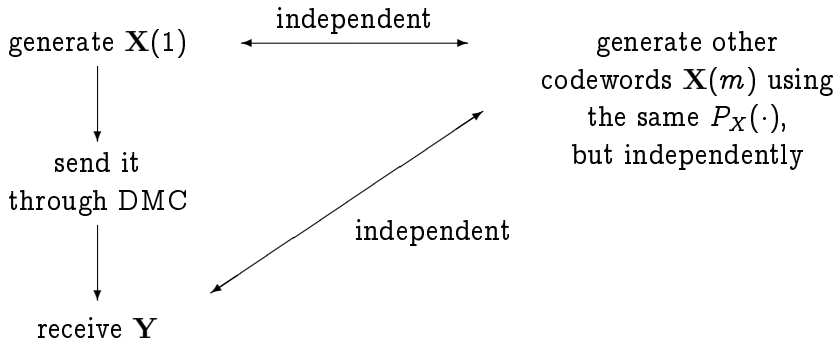 independent
generate X(1)
generate other
codewords X(m) using
the same P_X(·),
but independently
send it
through DMC
independent
receive Y